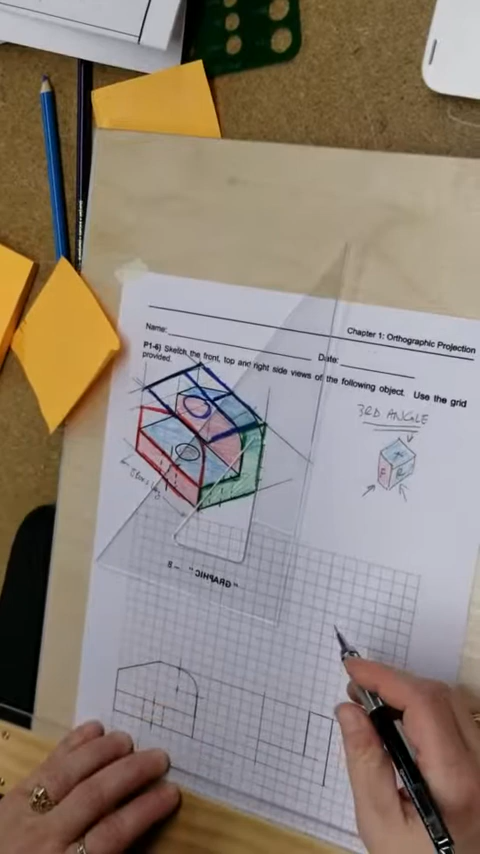 Chapter 1: Orthographic Projection
Name:
Date:
P1-6) Sketch the front, top and right side views of the following object. Use the grid
provided.
3RD ANGLE
T
F
R
"GRAPHIC"